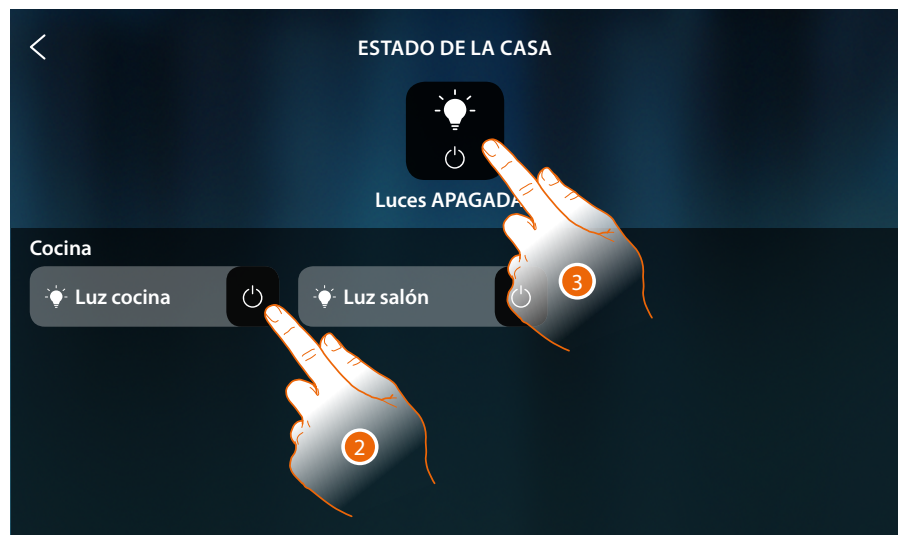 ESTADO DE LA CASA
Luces APAGADA
Cocina
Luz cocina
Luz salón
3
2